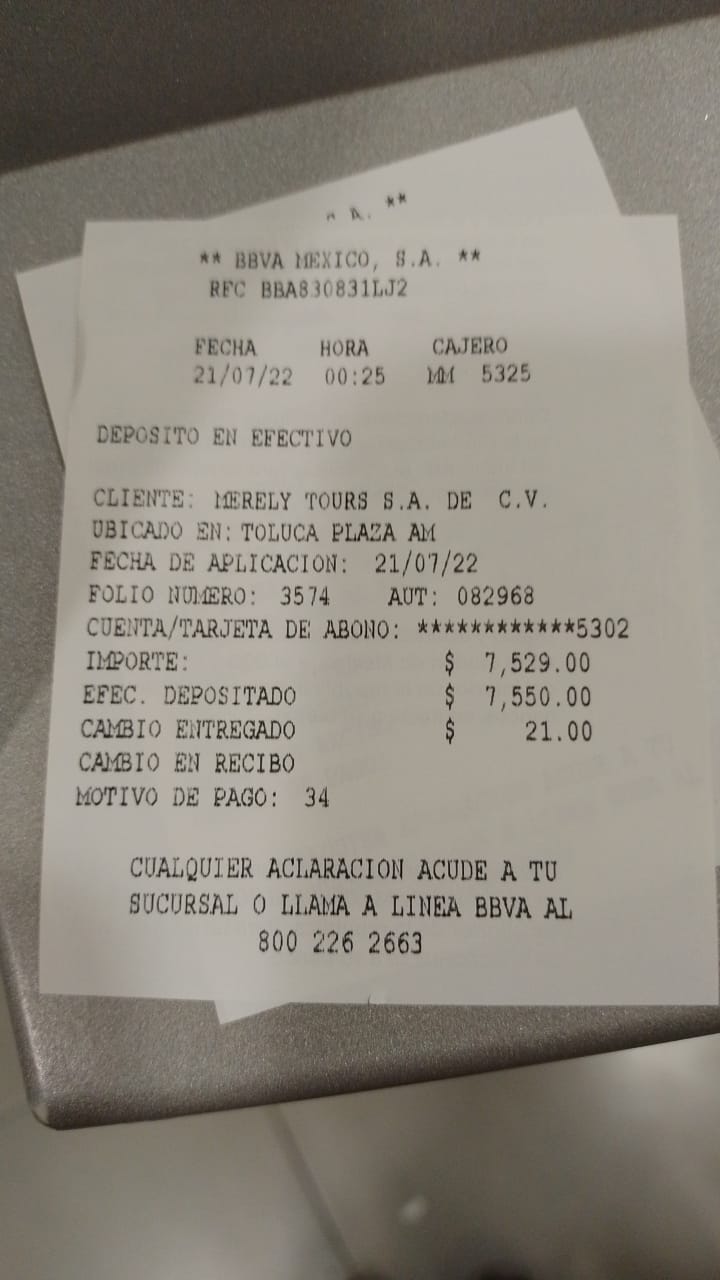 A. **
** BBVA MEXICO, S.A. **
RFC BBA830831LJ2
FECHA HORA CAJERO
21/07/22 00:25 MM 5325
DEPOSITO EN EFECTIVO
CLIENTE: MERELY TOURS S.A. DE C.V.
UBICADO EN: TOLUCA PLAZA AM
FECHA DE APLICACION: 21/07/22
FOLIO NUMERO: 3574 AUT: 082968
CUENTA/TARJETA DE ABONO: ************5302
IMPORTE: $ 7,529.00
EFEC. DEPOSITADO $ 7,550.00
CAMBIO ENTREGADO $ 21.00
CAMBIO EN RECIBO
MOTIVO DE PAGO: 34
CUALQUIER ACLARACION ACUDE A TU
SUCURSAL O LLAMA A LINEA BBVA AL
800 226 2663